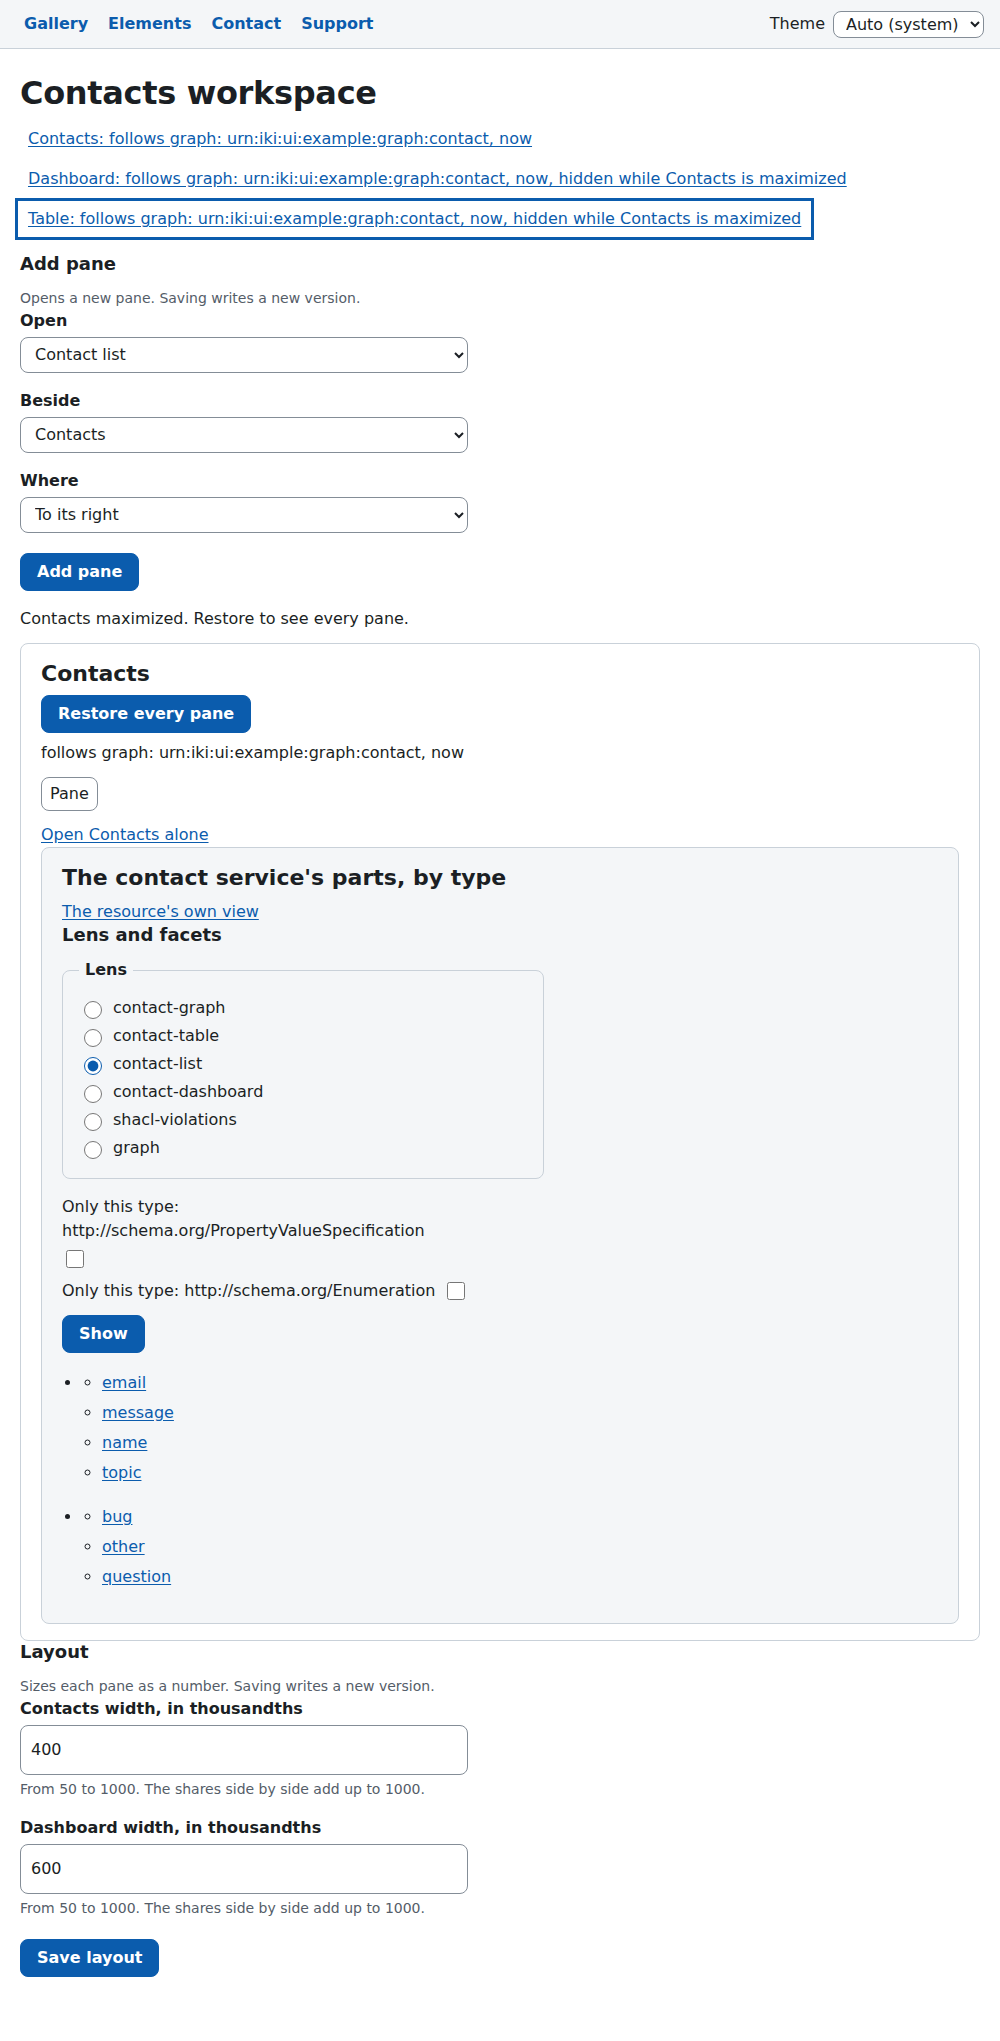 Gallery Elements Contact Support Theme Auto (system)
Contacts workspace
Contacts: follows graph: urn:iki:ui:example:graph:contact, now
Dashboard: follows graph: urn:iki:ui:example:graph:contact, now, hidden while Contacts is maximized
Table: follows graph: urn:iki:ui:example:graph:contact, now, hidden while Contacts is maximized
Add pane
Opens a new pane. Saving writes a new version.
Open
Contact list
Beside
Contacts
Where
To its right
Add pane
Contacts maximized. Restore to see every pane.
Contacts
Restore every pane
follows graph: urn:iki:ui:example:graph:contact, now
Pane
Open Contacts alone
The contact service's parts, by type
The resource's own view
Lens and facets
Lens
contact-graph
contact-table
contact-list
contact-dashboard
shacl-violations
graph
Only this type:
http://schema.org/PropertyValueSpecification
Only this type: http://schema.org/Enumeration
Show
email
message
name
topic
bug
other
question
Layout
Sizes each pane as a number. Saving writes a new version.
Contacts width, in thousandths
400
From 50 to 1000. The shares side by side add up to 1000.
Dashboard width, in thousandths
600
From 50 to 1000. The shares side by side add up to 1000.
Save layout